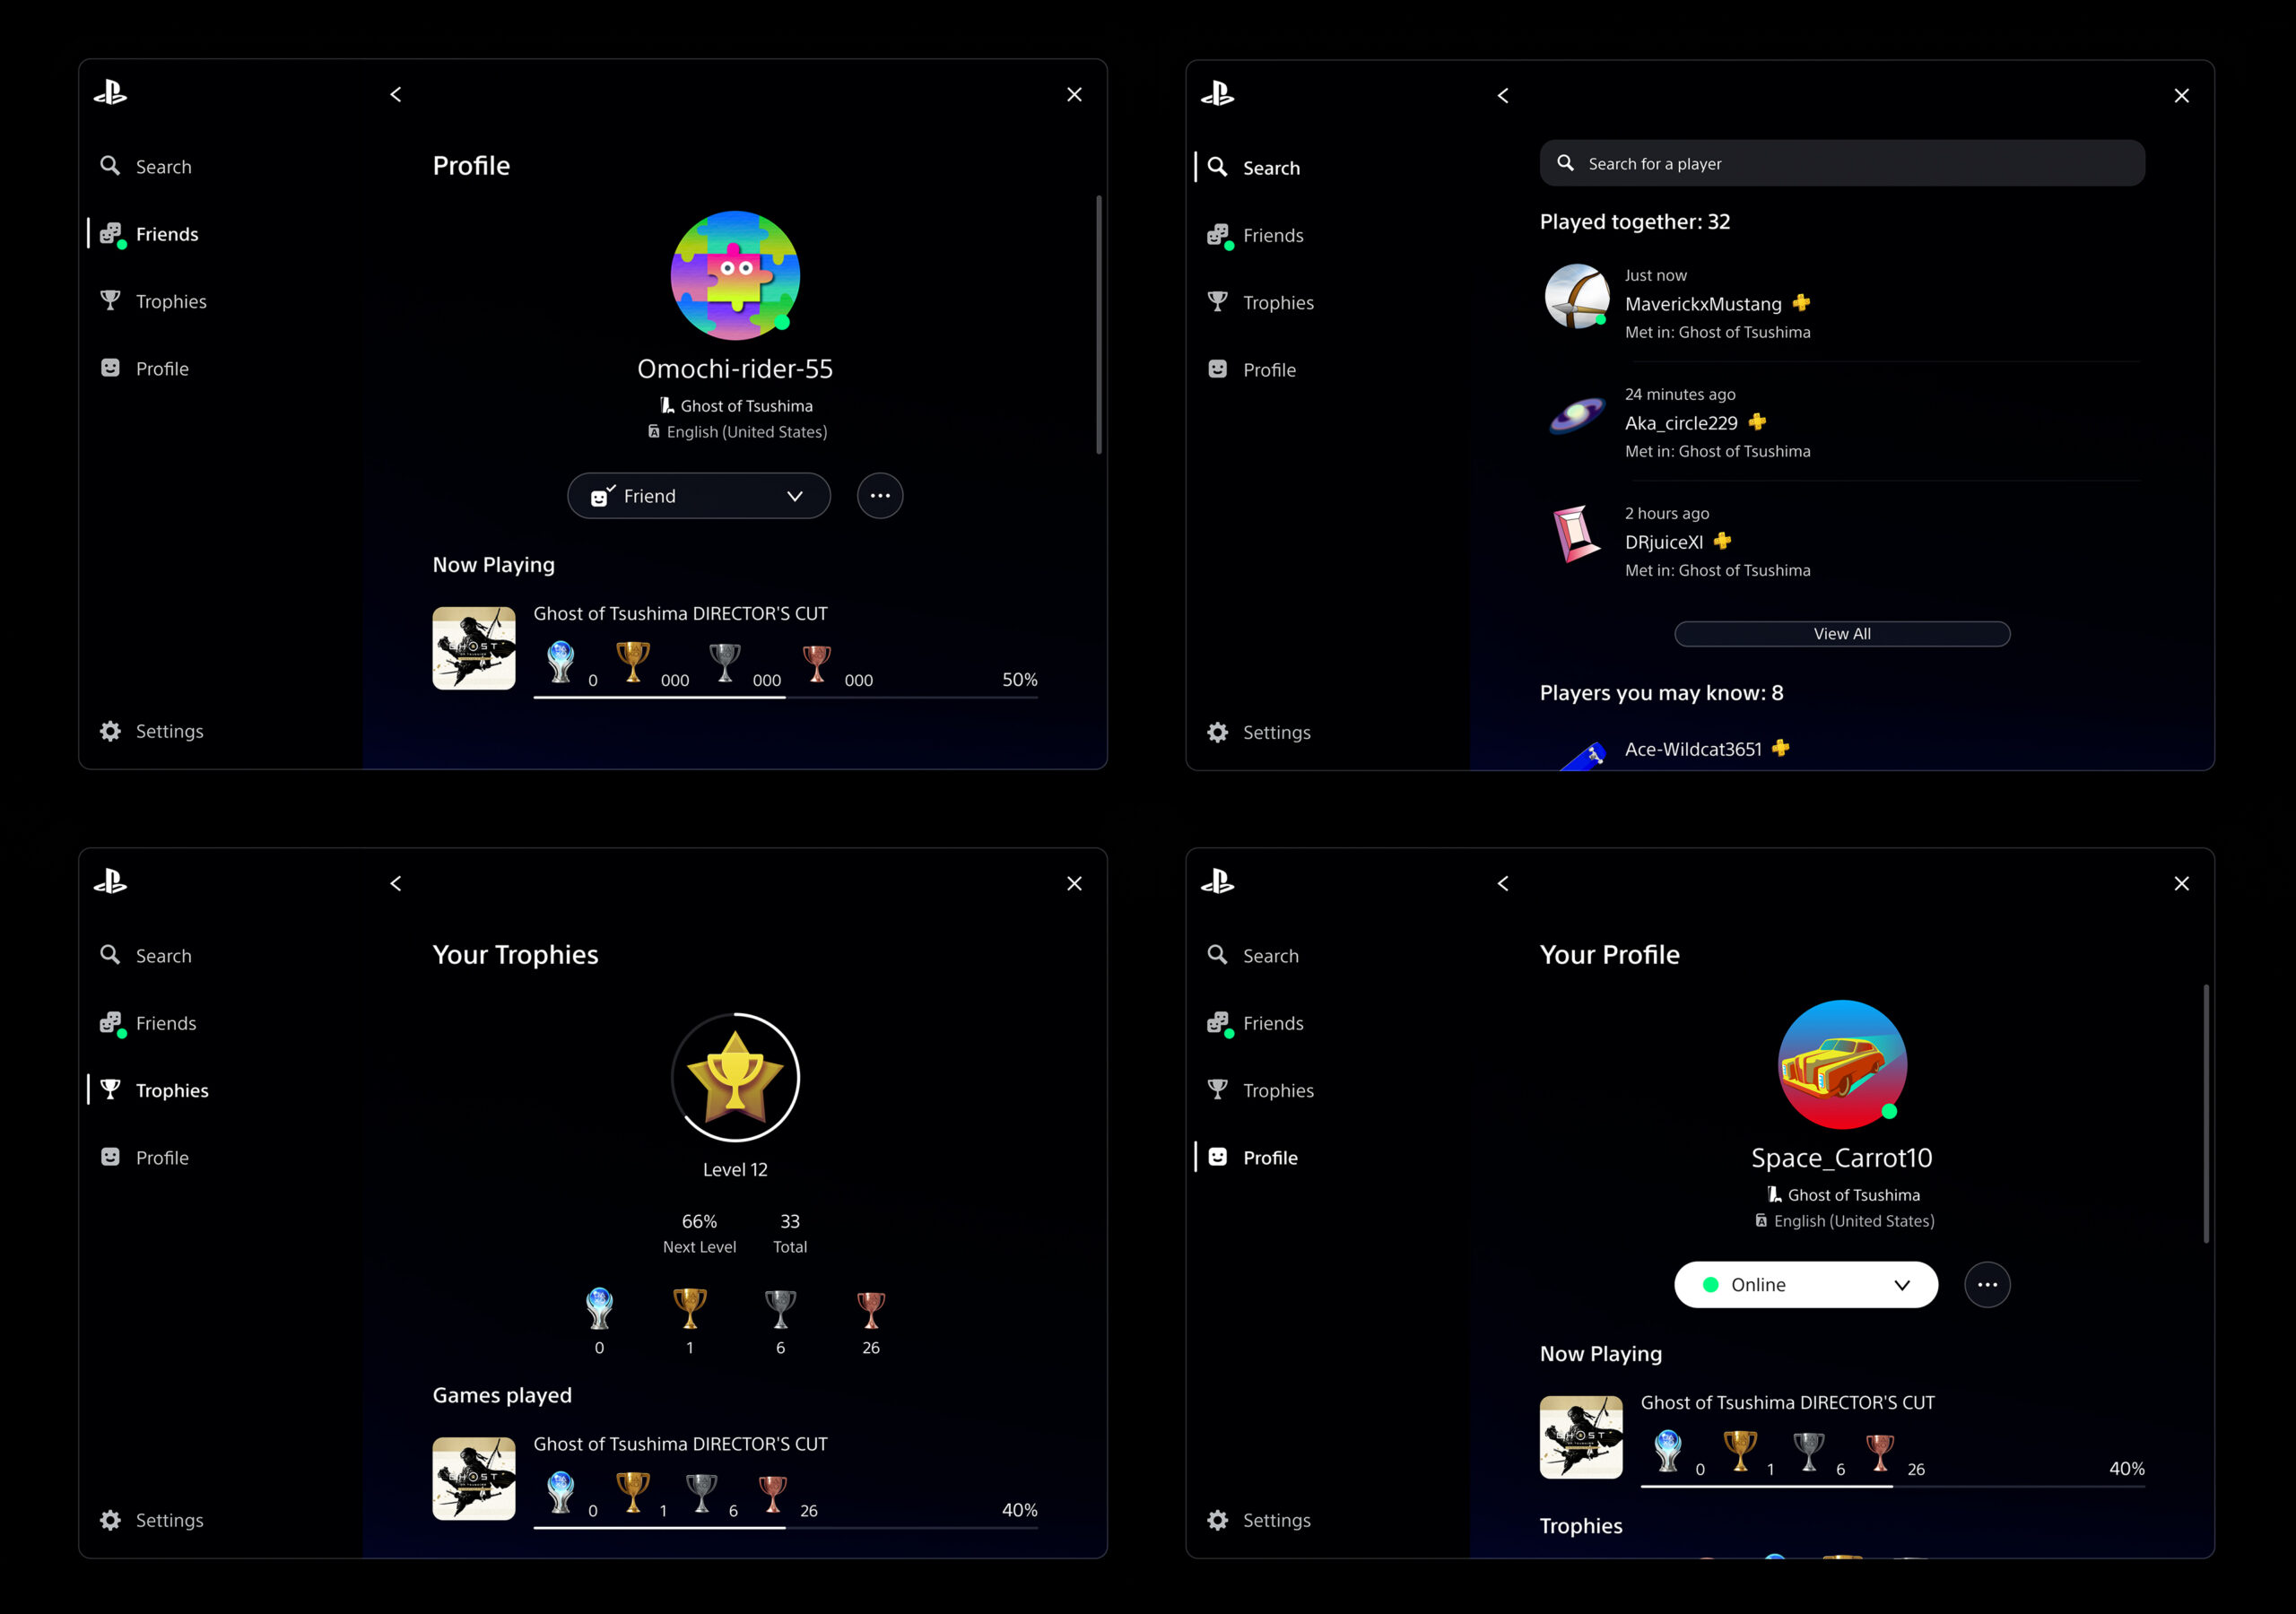 Search
Friends
Trophies
Profile
Settings
Profile
Omochi-rider-55
Ghost of Tsushima
English (United States)
Friend
Now Playing
GHOST
Ghost of Tsushima DIRECTOR'S CUT
0 000 000 000 50%
Search
Friends
Trophies
Profile
Settings
Search for a player
Played together: 32
Just now
MaverickxMustang
Met in: Ghost of Tsushima
24 minutes ago
Aka_circle229
Met in: Ghost of Tsushima
2 hours ago
DRjuiceXI
Met in: Ghost of Tsushima
View All
Players you may know: 8
Ace-Wildcat3651
Search
Friends
Trophies
Profile
Settings
Your Trophies
Level 12
66% 33
Next Level Total
0 1 6 26
Games played
GHOST
Ghost of Tsushima DIRECTOR'S CUT
0 1 6 26 40%
Search
Friends
Trophies
Profile
Settings
Your Profile
Space_Carrot10
Ghost of Tsushima
English (United States)
Online
Now Playing
GHOST
Ghost of Tsushima DIRECTOR'S CUT
0 1 6 26 40%
Trophies